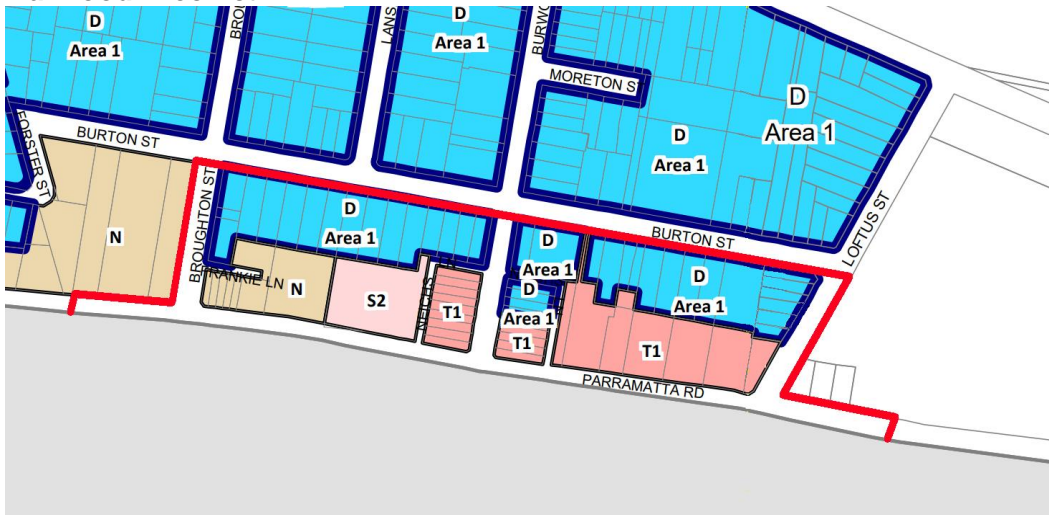 D
Area 1
D
Area 1
MORETON ST
D
Area 1
D
Area 1
FORSTER ST
BURTON ST
N
BROUGHTON ST
D
Area 1
FRANKIE LN
N
S2
T1
D
Area 1
D
Area 1
T1
BURTON ST
D
Area 1
T1
LOFTUS ST
PARRAMATTA RD